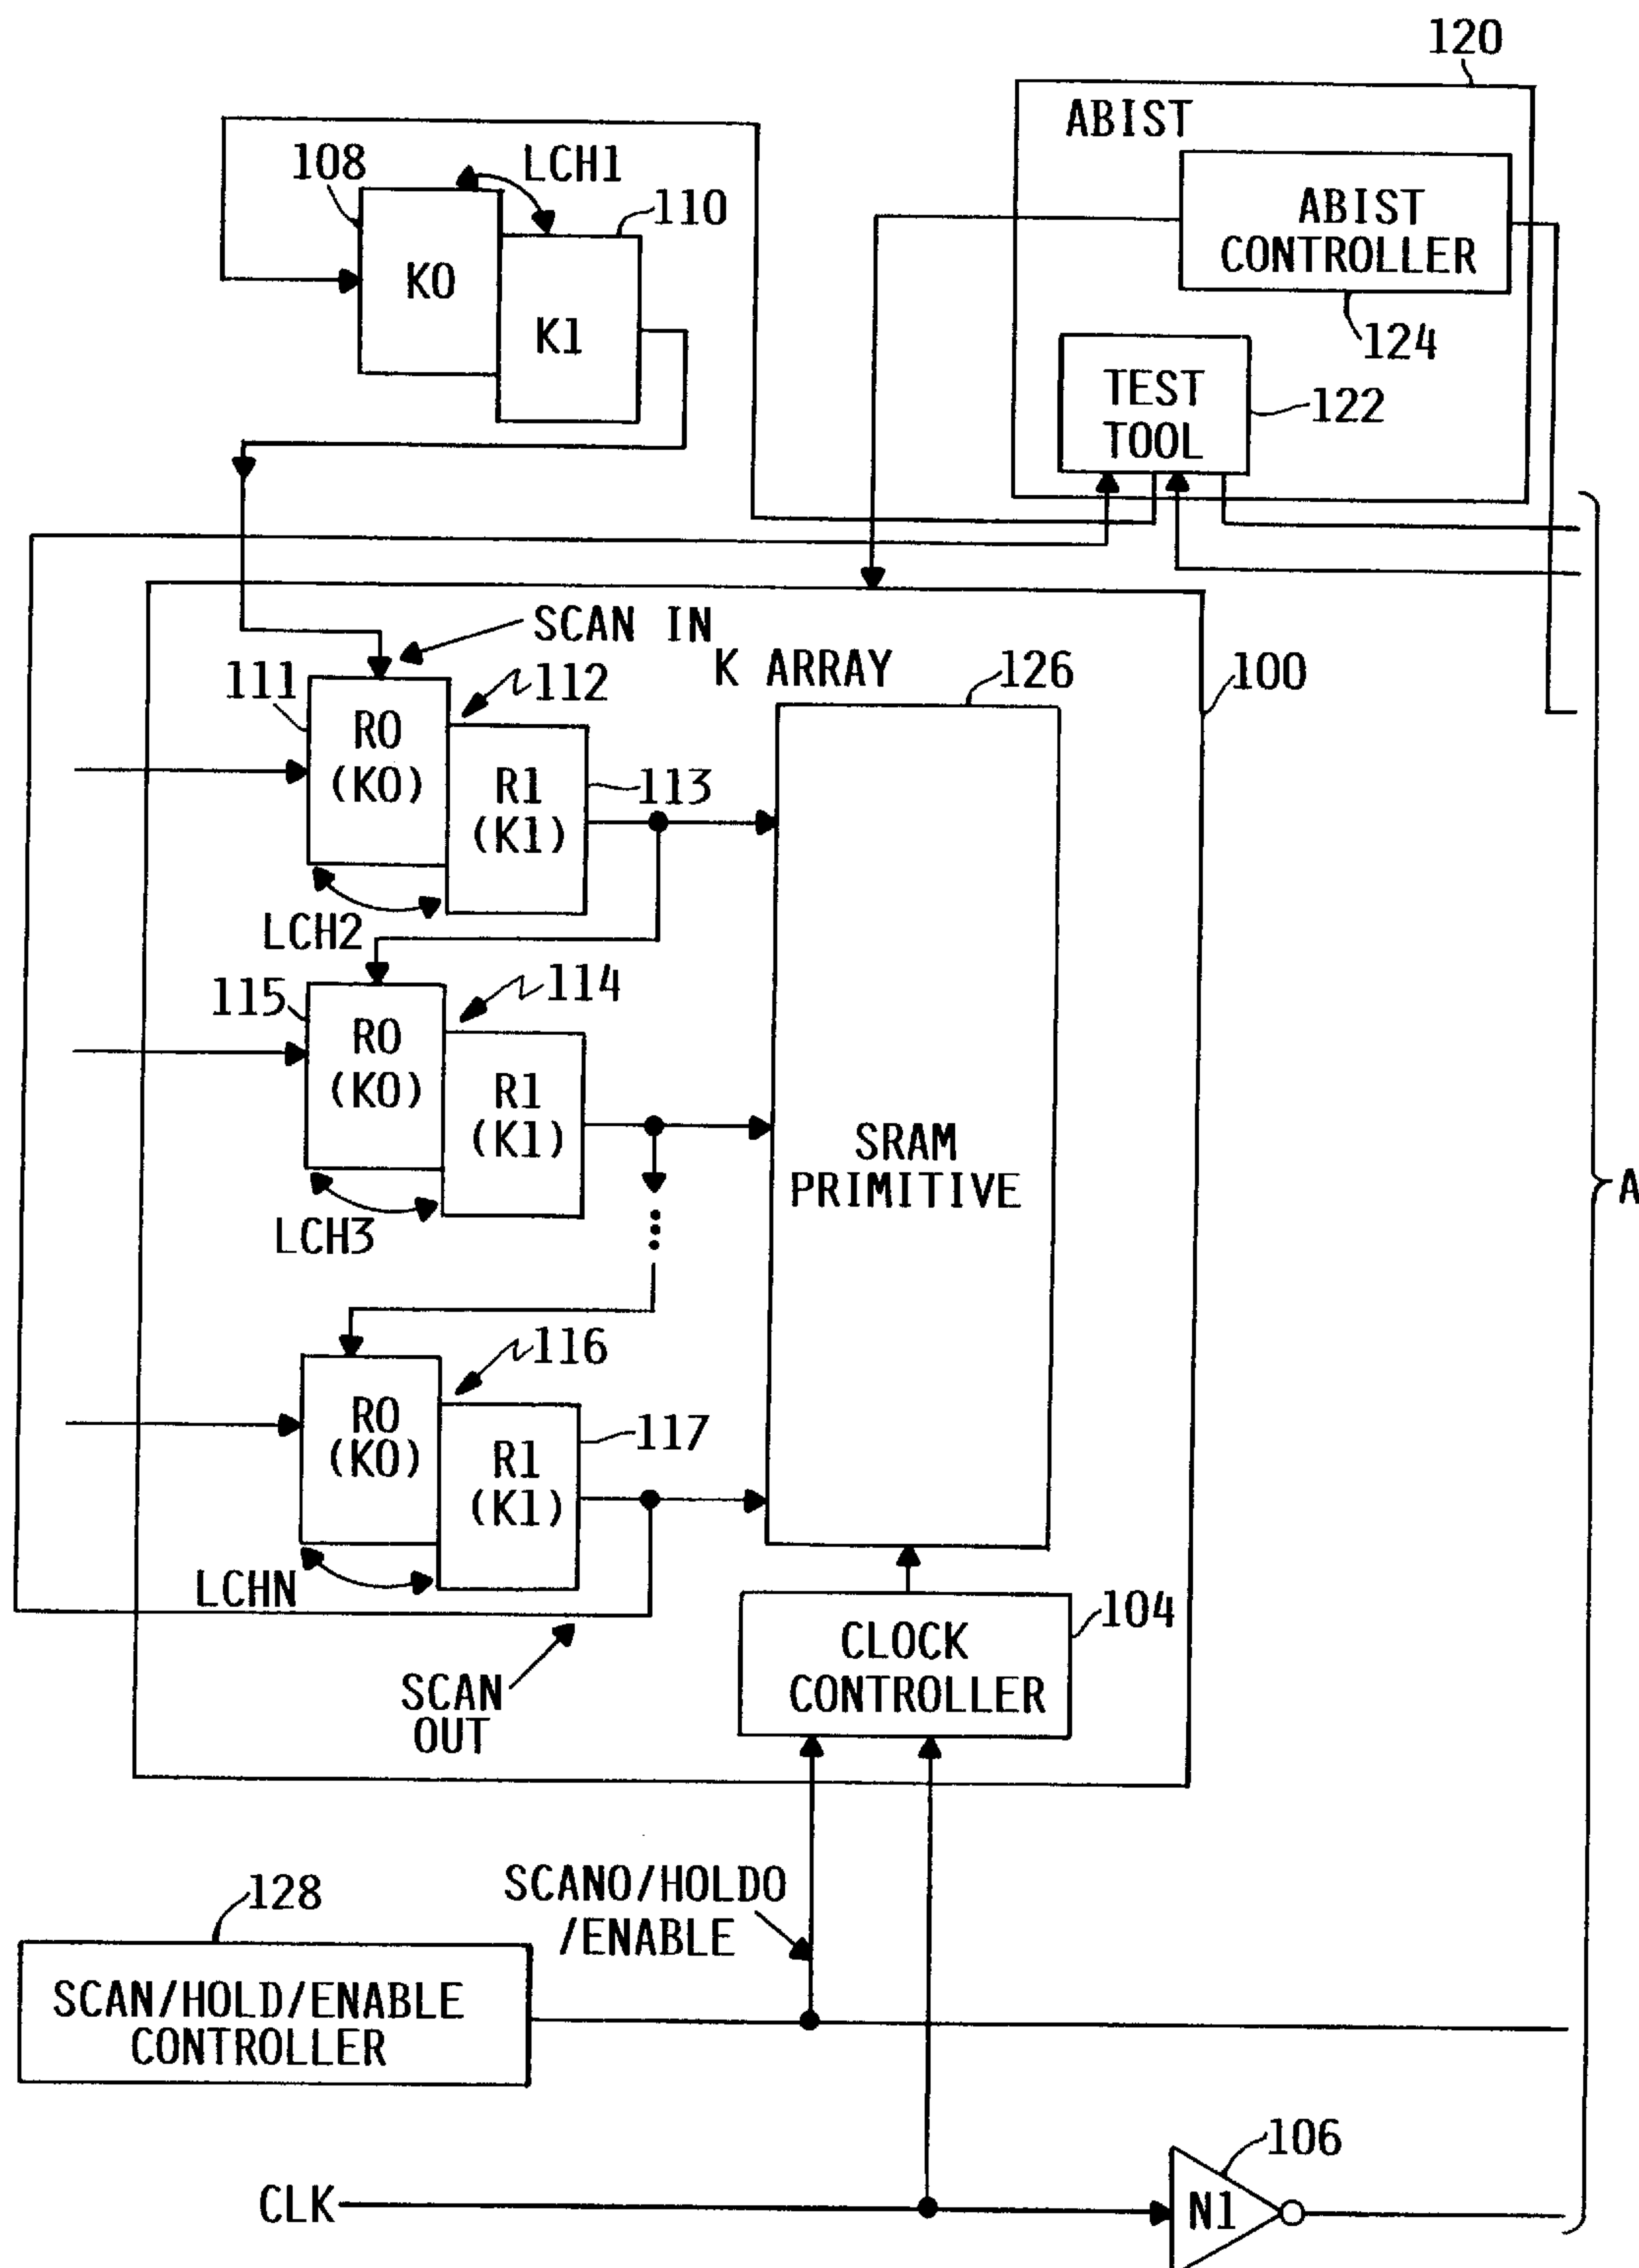 120
ABIST
108
LCH1
110
ABIST
CONTROLLER
K0
K1
124
TEST
TOOL
122
SCAN IN
K ARRAY
111
112
126
100
R0
(K0)
R1
(K1)
113
LCH2
115
114
R0
(K0)
R1
(K1)
SRAM
PRIMITIVE
A
LCH3
116
R0
(K0)
R1
(K1)
117
LCHN
104
CLOCK
CONTROLLER
SCAN
OUT
128
SCAN0/HOLD0
/ENABLE
SCAN/HOLD/ENABLE
CONTROLLER
106
CLK
N1